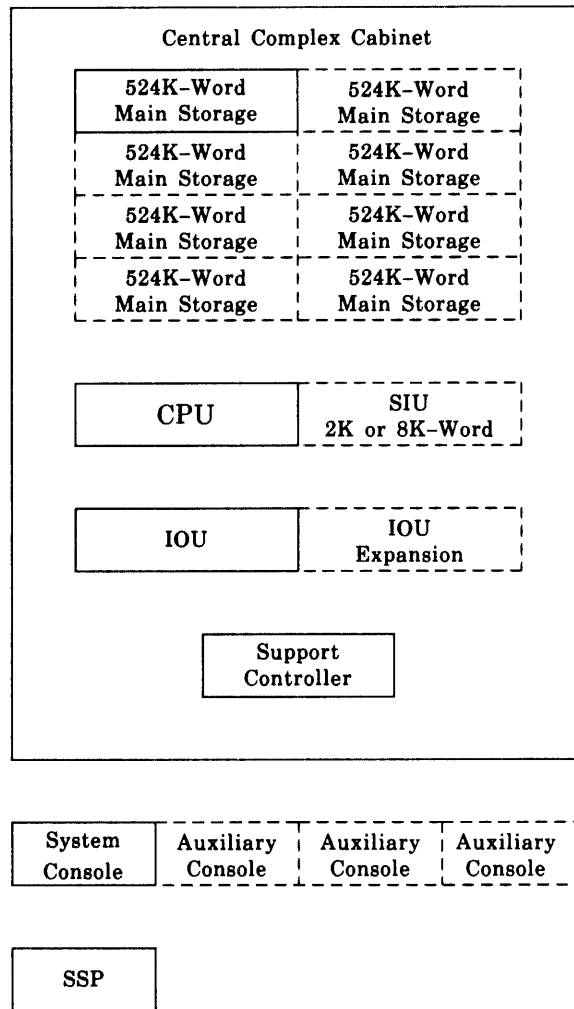 Central Complex Cabinet
524K-Word
Main Storage
524K-Word
Main Storage
524K-Word
Main Storage
524K-Word
Main Storage
524K-Word
Main Storage
524K-Word
Main Storage
524K-Word
Main Storage
524K-Word
Main Storage
CPU
SIU
2K or 8K-Word
IOU
IOU
Expansion
Support
Controller
System
Console
Auxiliary
Console
Auxiliary
Console
Auxiliary
Console
SSP